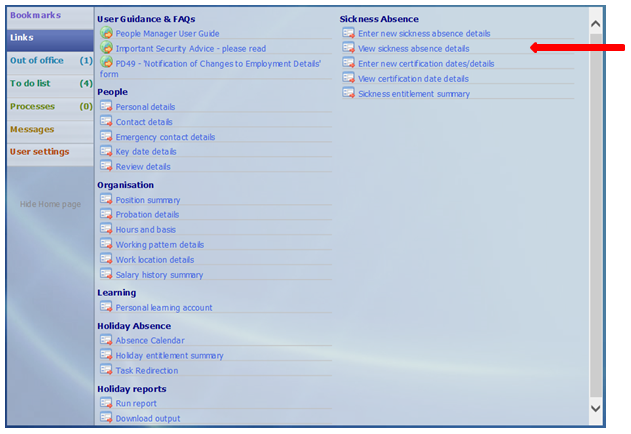 Bookmarks
Links
Out of office (1)
To do list (4)
Processes (0)
Messages
User settings
Hide Home page
User Guidance & FAQs
People Manager User Guide
Important Security Advice - please read
PD49 - 'Notification of Changes to Employment Details'
form
People
Personal details
Contact details
Emergency contact details
Key date details
Review details
Organisation
Position summary
Probation details
Hours and basis
Working pattern details
Work location details
Salary history summary
Learning
Personal learning account
Holiday Absence
Absence Calendar
Holiday entitlement summary
Task Redirection
Holiday reports
Run report
Download output
Sickness Absence
Enter new sickness absence details
View sickness absence details
Enter new certification dates/details
View certification date details
Sickness entitlement summary